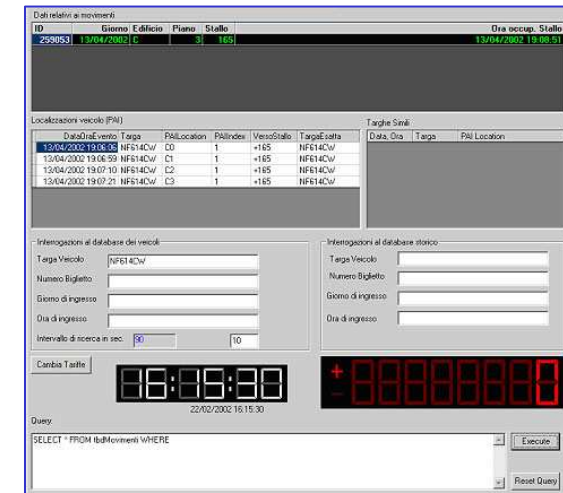 Dati relativi ai movimenti
ID Giorno Edificio Piano Stallo Ora occup. Stallo
259053 13/04/2002 C 3 165 13/04/2002 19:08:51
Localizzazioni veicolo (PAI)
DataOraEvento Targa PAILocation PAIIndex VersoStallo TargaEsatta
13/04/2002 19:06:06 NF614CW C0 1 +165 NF614CW
13/04/2002 19:06:59 NF614CW C1 1 +165 NF614CW
13/04/2002 19:07:10 NF614CW C2 1 +165 NF614CW
13/04/2002 19:07:21 NF614CW C3 1 +165 NF614CW
Targhe Simili
Data, Ora Targa PAI Location
Interrogazioni al database dei veicoli
Targa Veicolo NF614CW
Numero Biglietto
Giorno di ingresso
Ora di ingresso
Intervallo di ricerca in sec. 90 10
Interrogazioni al database storico
Targa Veicolo
Numero Biglietto
Giorno di ingresso
Ora di ingresso
Cambia Tariffe
16:15:30
22/02/2002 16.15.30
0
Query
SELECT * FROM tbdMovimenti WHERE
Execute
Reset Query